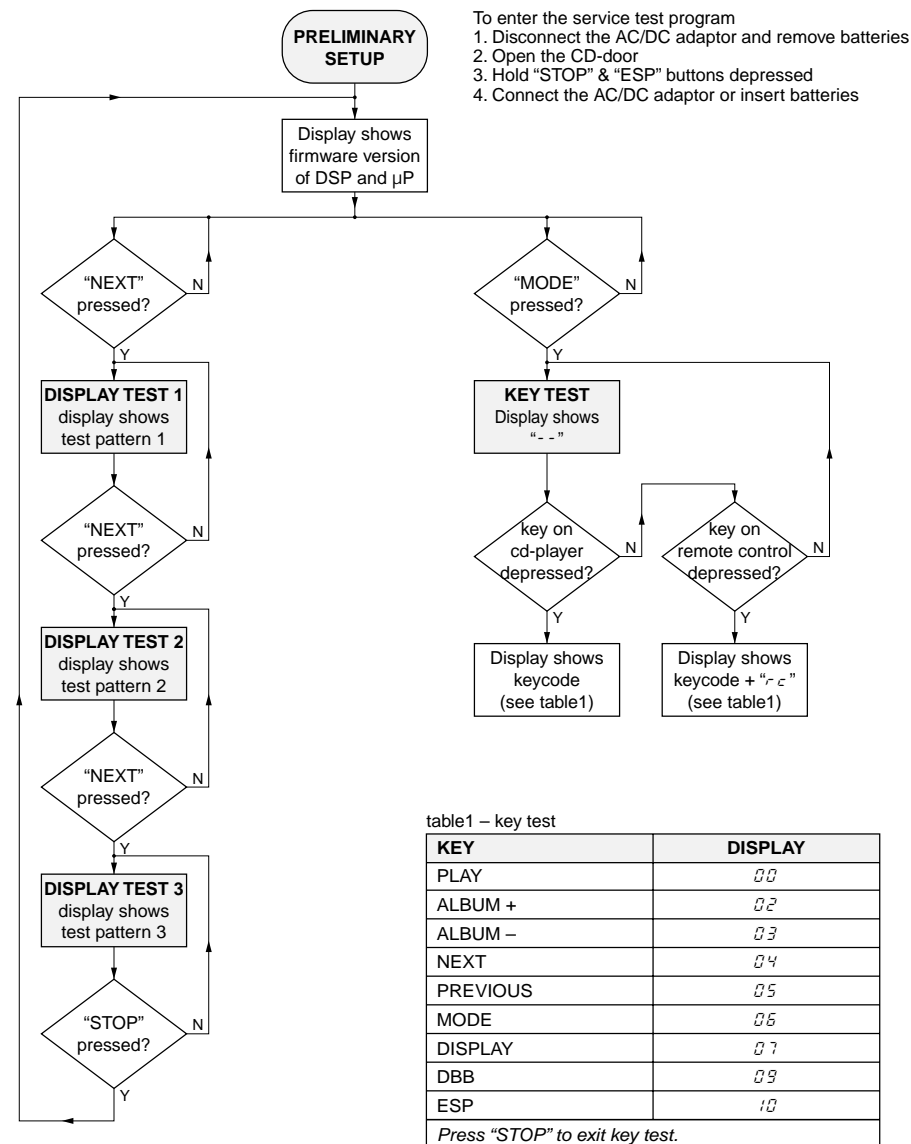 PRELIMINARY
SETUP
To enter the service test program
1. Disconnect the AC/DC adaptor and remove batteries
2. Open the CD-door
3. Hold “STOP” & “ESP” buttons depressed
4. Connect the AC/DC adaptor or insert batteries
Display shows
firmware version
of DSP and µP
“NEXT”
pressed?
N
Y
DISPLAY TEST 1
display shows
test pattern 1
“NEXT”
pressed?
N
Y
DISPLAY TEST 2
display shows
test pattern 2
“NEXT”
pressed?
N
Y
DISPLAY TEST 3
display shows
test pattern 3
“STOP”
pressed?
N
Y
“MODE”
pressed?
N
Y
KEY TEST
Display shows
“- -”
key on
cd-player
depressed?
N
Y
Display shows
keycode
(see table1)
key on
remote control
depressed?
N
Y
Display shows
keycode + “rc”
(see table1)
table1 – key test
KEY DISPLAY
PLAY 00
ALBUM + 02
ALBUM – 03
NEXT 04
PREVIOUS 05
MODE 06
DISPLAY 07
DBB 09
ESP 10
Press “STOP” to exit key test.